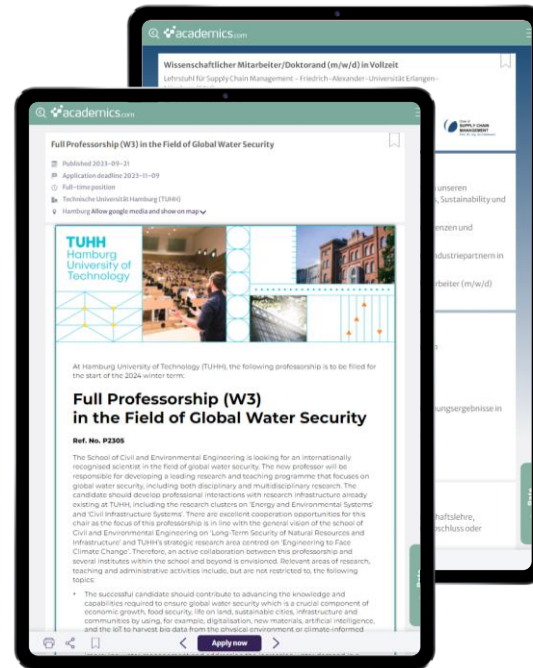 academics.com
Wissenschaftlicher Mitarbeiter/Doktorand (m/w/d) in Vollzeit
Lehrstuhl für Supply Chain Management – Friedrich-Alexander-Universität Erlangen-
SUPPLY CHAIN
MANAGEMENT
unseren
, Sustainability und
enzen und
ndustriepartnern in
rbeiter (m/w/d)
ungsergebnisse in
haftslehre,
bschluss oder
academics.com
Full Professorship (W3) in the Field of Global Water Security
Published 2023-09-21
Application deadline 2023-11-09
Full-time position
Technische Universität Hamburg (TUHH)
Hamburg Allow google media and show on map
TUHH
Hamburg
University of
Technology
At Hamburg University of Technology (TUHH), the following professorship is to be filled for
the start of the 2024 winter term:
Full Professorship (W3)
in the Field of Global Water Security
Ref. No. P2305
The School of Civil and Environmental Engineering is looking for an internationally
recognised scientist in the field of global water security. The new professor will be
responsible for developing a leading research and teaching programme that focuses on
global water security, including both disciplinary and multidisciplinary research. The
candidate should develop professional interactions with research infrastructure already
existing at TUHH, including the research clusters on 'Energy and Environmental Systems'
and 'Civil Infrastructure Systems'. There are excellent cooperation opportunities for this
chair as the focus of this professorship is in line with the general vision of the school of
Civil and Environmental Engineering on 'Long-Term Security of Natural Resources and
Infrastructure' and TUHH's strategic research area centred on 'Engineering to Face
Climate Change'. Therefore, an active collaboration between this professorship and
several institutes within the school and beyond is envisioned. Relevant areas of research,
teaching and administrative activities include, but are not restricted to, the following
topics:
• The successful candidate should contribute to advancing the knowledge and
capabilities required to ensure global water security which is a crucial component of
economic growth, food security, life on land, sustainable cities, infrastructure and
communities by using, for example, digitalisation, new materials, artificial intelligence,
and the IoT to harvest big data from the physical environment or climate-informed
Apply now